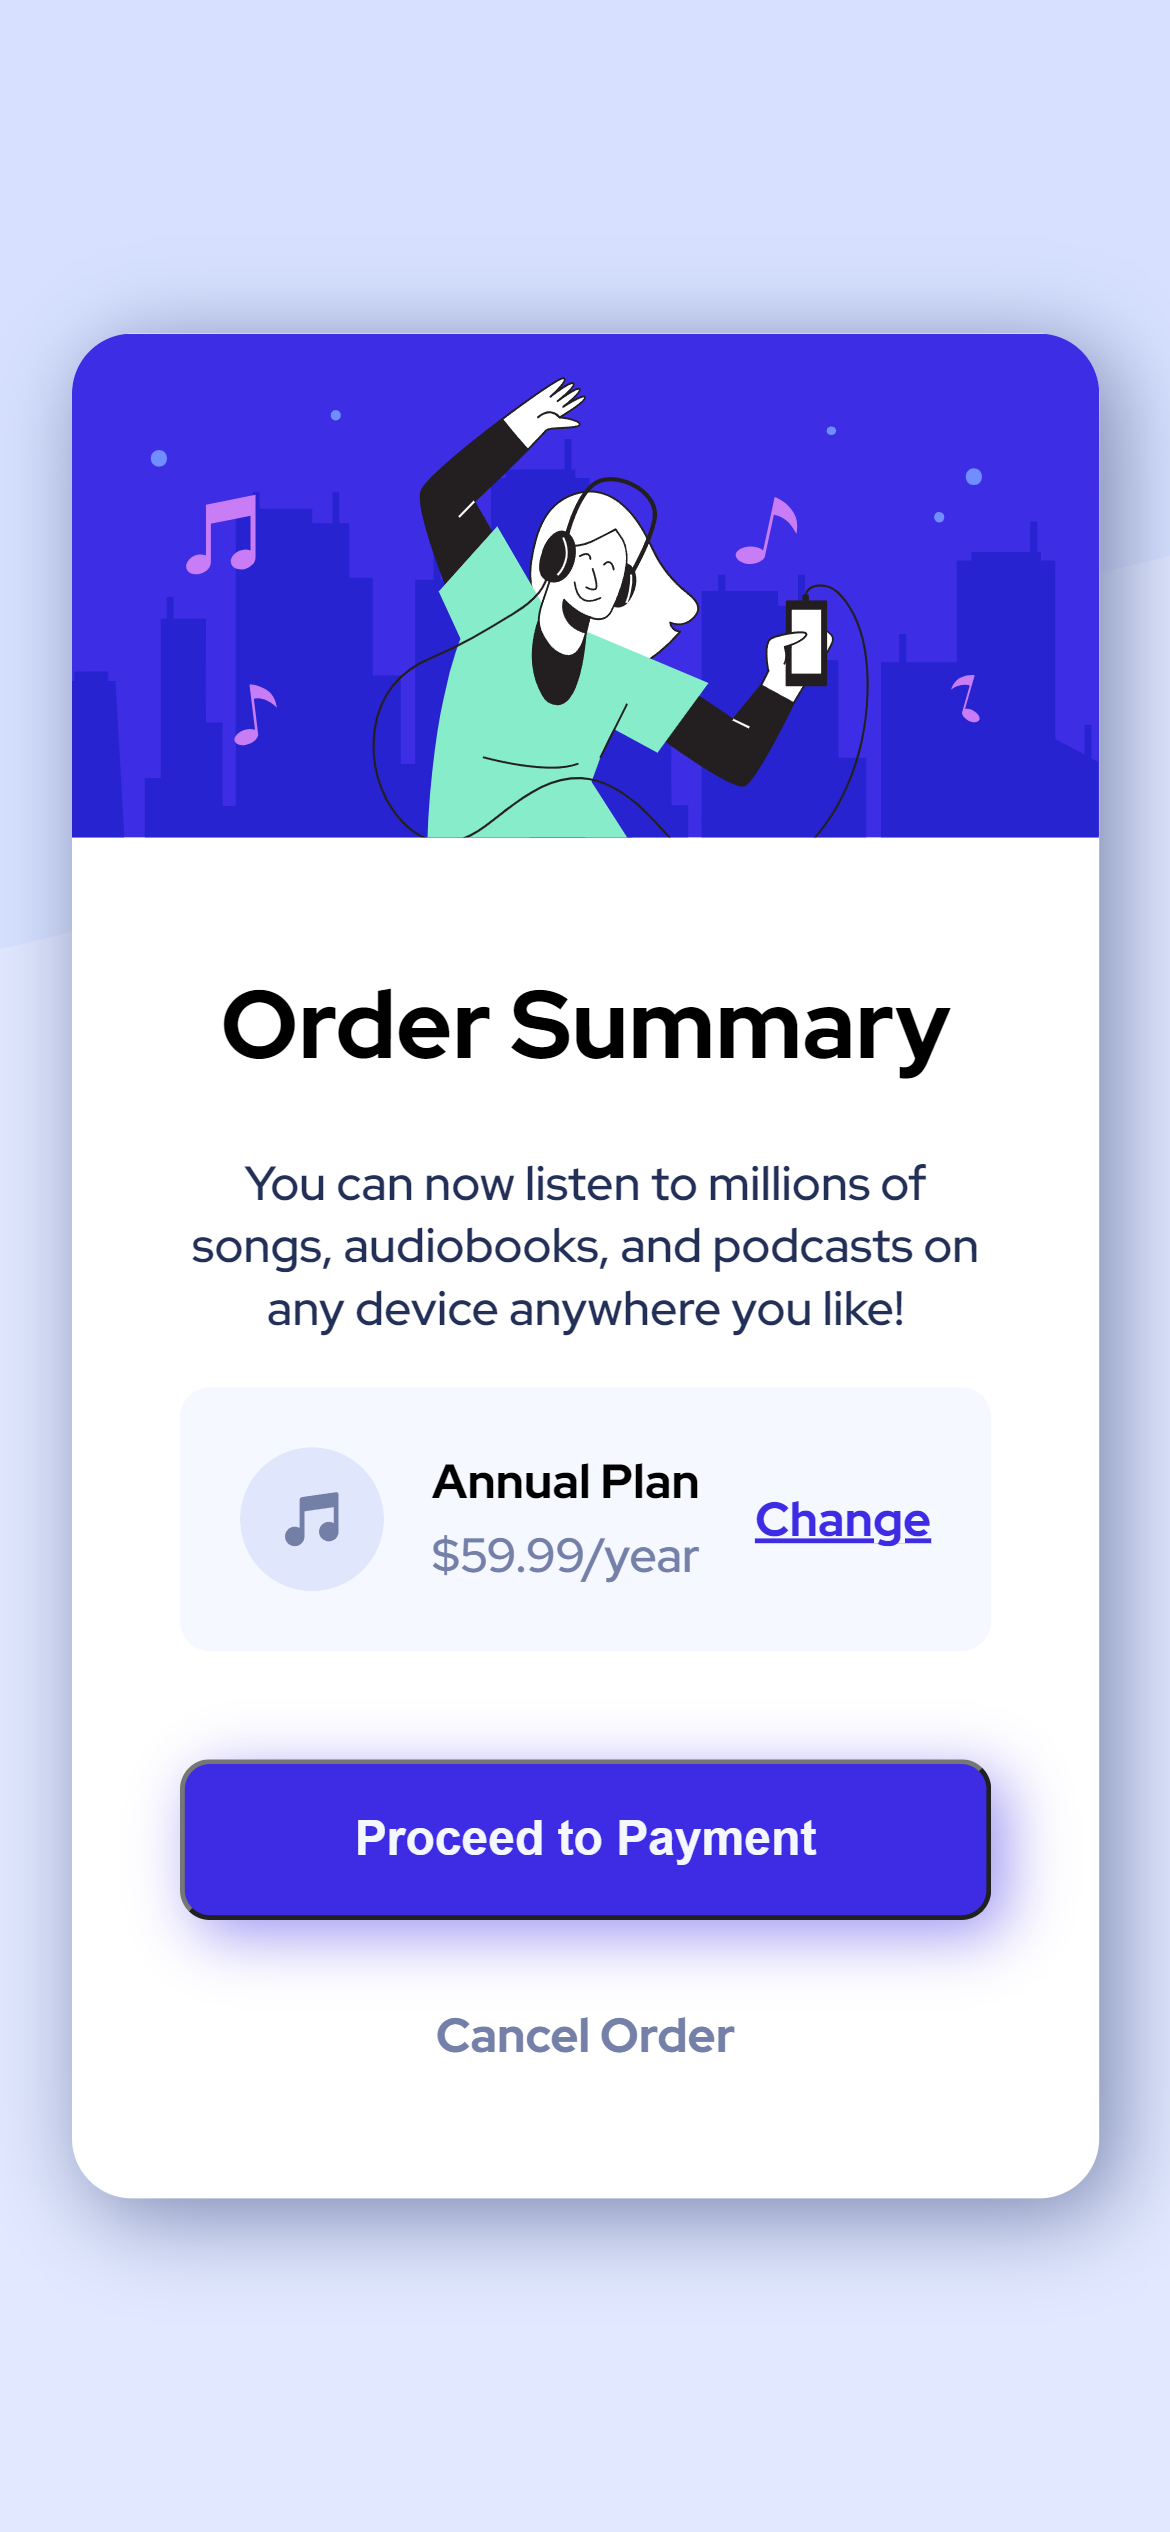 Order Summary
You can now listen to millions of
songs, audiobooks, and podcasts on
any device anywhere you like!
Annual Plan
$59.99/year
Change
Proceed to Payment
Cancel Order